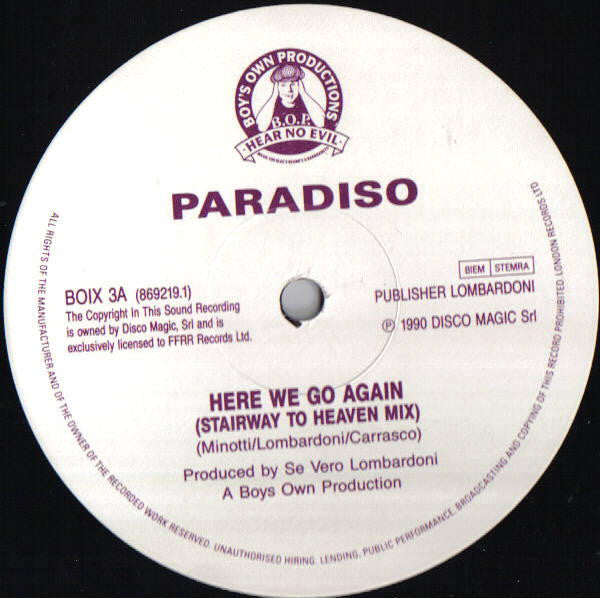 BOY'S OWN PRODUCTIONS
B.O.P.
HEAR NO EVIL
PARADISO
BOIX 3A (869219.1)
The Copyright In This Sound Recording
is owned by Disco Magic, Srl and is
exclusively licensed to FFRR Records Ltd.
BIEM STEMRA
PUBLISHER LOMBARDONI
℗ 1990 DISCO MAGIC Srl
HERE WE GO AGAIN
(STAIRWAY TO HEAVEN MIX)
(Minotti/Lombardoni/Carrasco)
Produced by Se Vero Lombardoni
A Boys Own Production
ALL RIGHTS OF THE MANUFACTURER AND OF THE OWNER OF THE RECORDED WORK RESERVED. UNAUTHORISED HIRING, LENDING, PUBLIC PERFORMANCE, BROADCASTING AND COPYING OF THIS RECORD PROHIBITED. LONDON RECORDS LTD